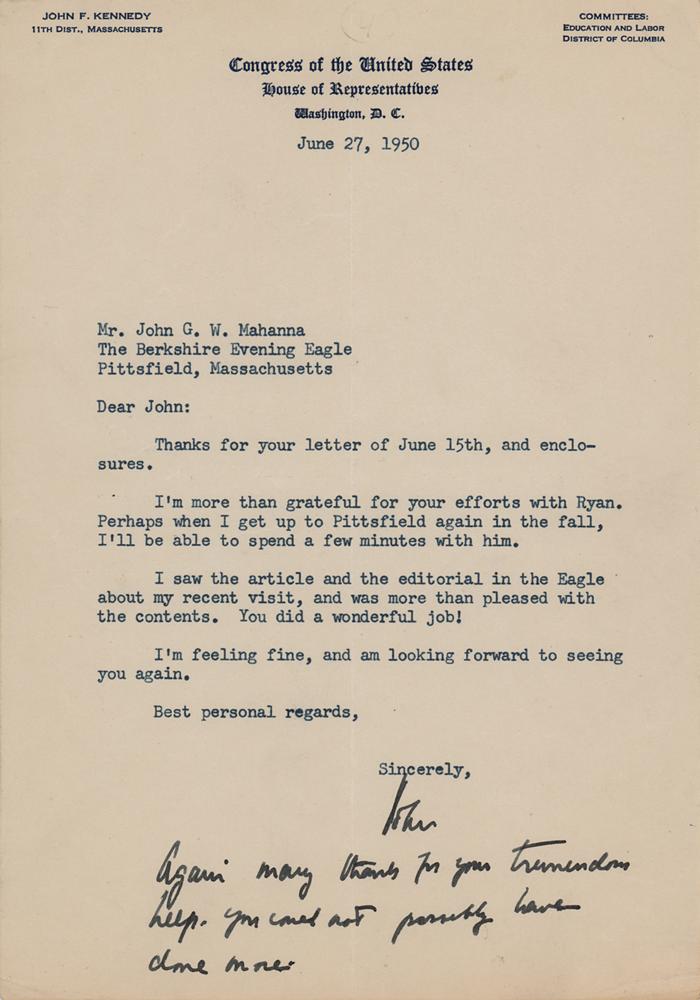 JOHN F. KENNEDY
11TH DIST., MASSACHUSETTS
COMMITTEES:
EDUCATION AND LABOR
DISTRICT OF COLUMBIA
Congress of the United States
House of Representatives
Washington, D. C.
June 27, 1950
Mr. John G. W. Mahanna
The Berkshire Evening Eagle
Pittsfield, Massachusetts
Dear John:
Thanks for your letter of June 15th, and enclo-
sures.
I'm more than grateful for your efforts with Ryan.
Perhaps when I get up to Pittsfield again in the fall,
I'll be able to spend a few minutes with him.
I saw the article and the editorial in the Eagle
about my recent visit, and was more than pleased with
the contents. You did a wonderful job!
I'm feeling fine, and am looking forward to seeing
you again.
Best personal regards,
Sincerely,
John
Again many thanks for your tremendous
help. You could not possibly have
done more.